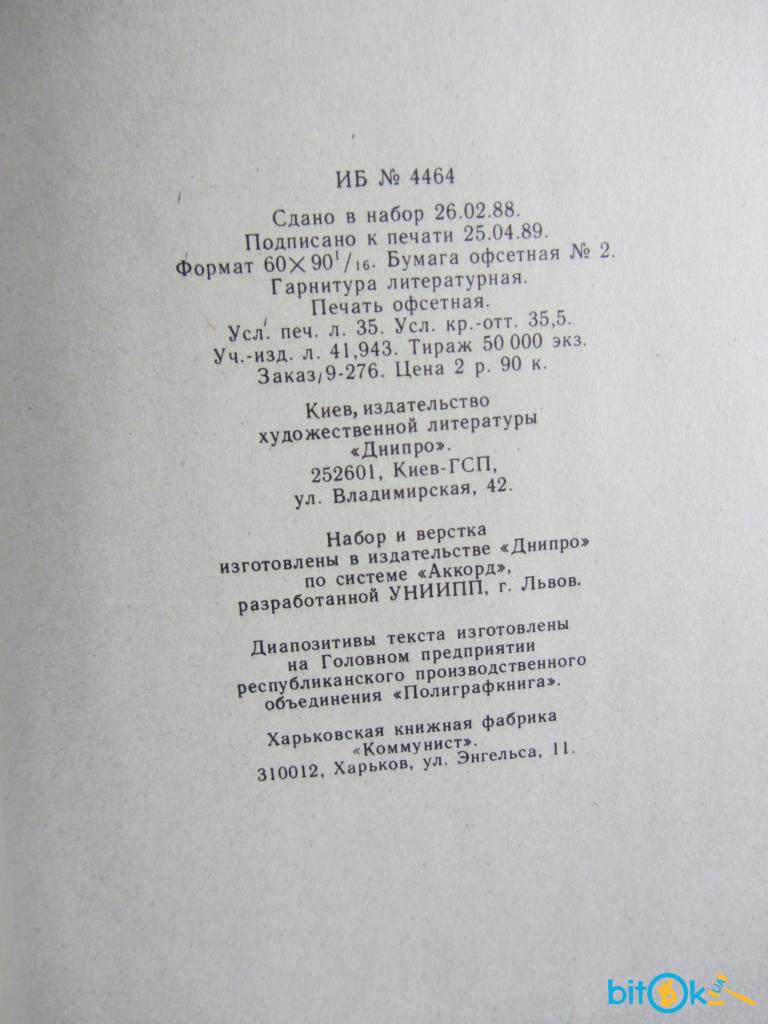 ИБ № 4464
Сдано в набор 26.02.88.
Подписано к печати 25.04.89.
Формат 60×90¹/₁₆. Бумага офсетная № 2.
Гарнитура литературная.
Печать офсетная.
Усл. печ. л. 35. Усл. кр.-отт. 35,5.
Уч.-изд. л. 41,943. Тираж 50 000 экз.
Заказ 9-276. Цена 2 р. 90 к.
Киев, издательство
художественной литературы
«Днипро».
252601, Киев-ГСП,
ул. Владимирская, 42.
Набор и верстка
изготовлены в издательстве «Днипро»
по системе «Аккорд»,
разработанной УНИИПП, г. Львов.
Диапозитивы текста изготовлены
на Головном предприятии
республиканского производственного
объединения «Полиграфкнига».
Харьковская книжная фабрика
«Коммунист».
310012, Харьков, ул. Энгельса, 11.
bitOk UA